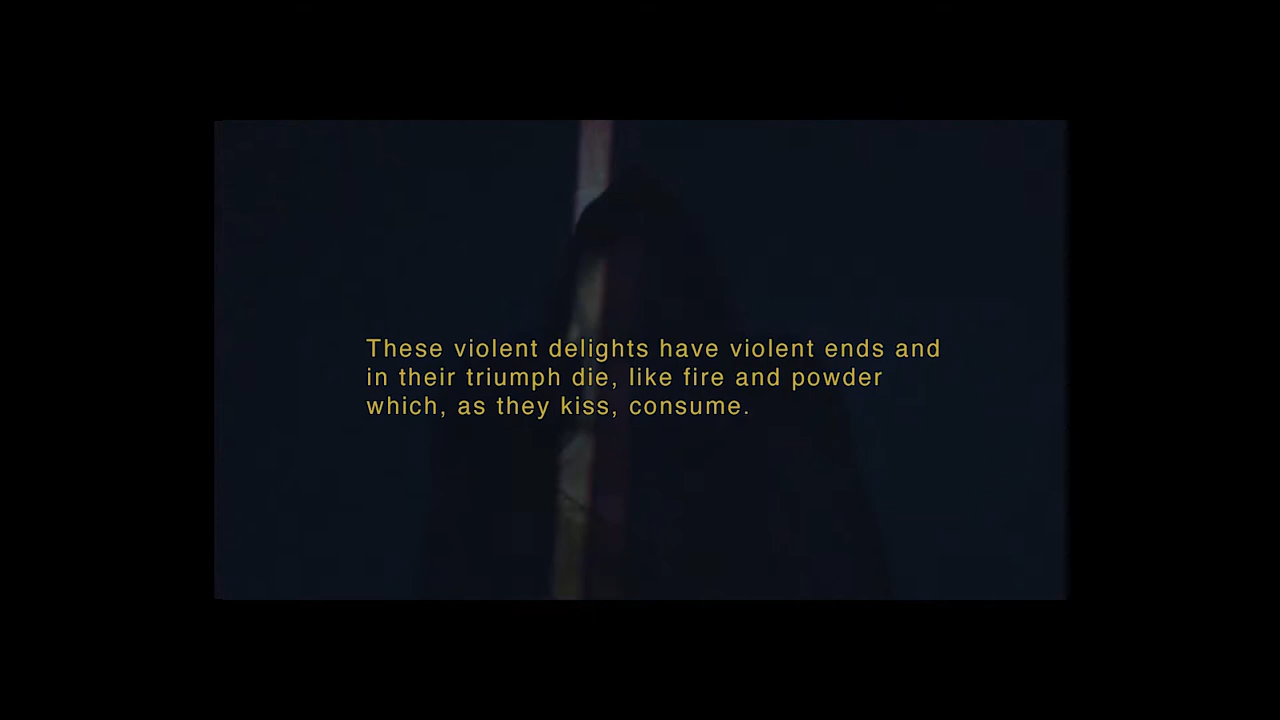 These violent delights have violent ends and
in their triumph die, like fire and powder
which, as they kiss, consume.